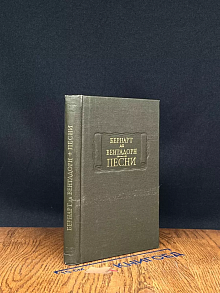 БЕРНАРТ де ВЕНТАДОРН ✦ ПЕСНИ
БЕРНАРТ
де
ВЕНТАДОРН
ПЕСНИ